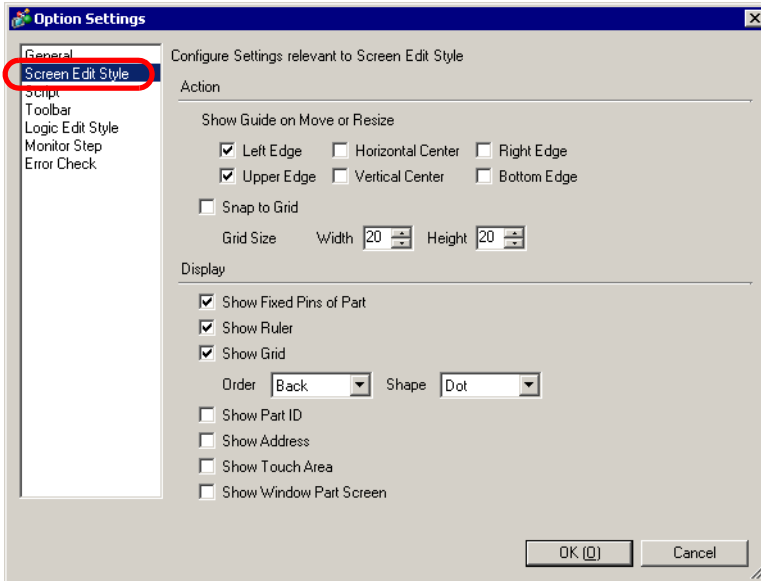 Option Settings
General
Screen Edit Style
Script
Toolbar
Logic Edit Style
Monitor Step
Error Check
Configure Settings relevant to Screen Edit Style
Action
Show Guide on Move or Resize
Left Edge Horizontal Center Right Edge
Upper Edge Vertical Center Bottom Edge
Snap to Grid
Grid Size Width 20 Height 20
Display
Show Fixed Pins of Part
Show Ruler
Show Grid
Order Back Shape Dot
Show Part ID
Show Address
Show Touch Area
Show Window Part Screen
OK (O) Cancel